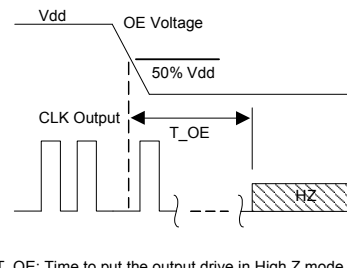 Vdd
OE Voltage
50% Vdd
CLK Output
T_OE
HZ
T_OE: Time to put the output drive in High Z mode